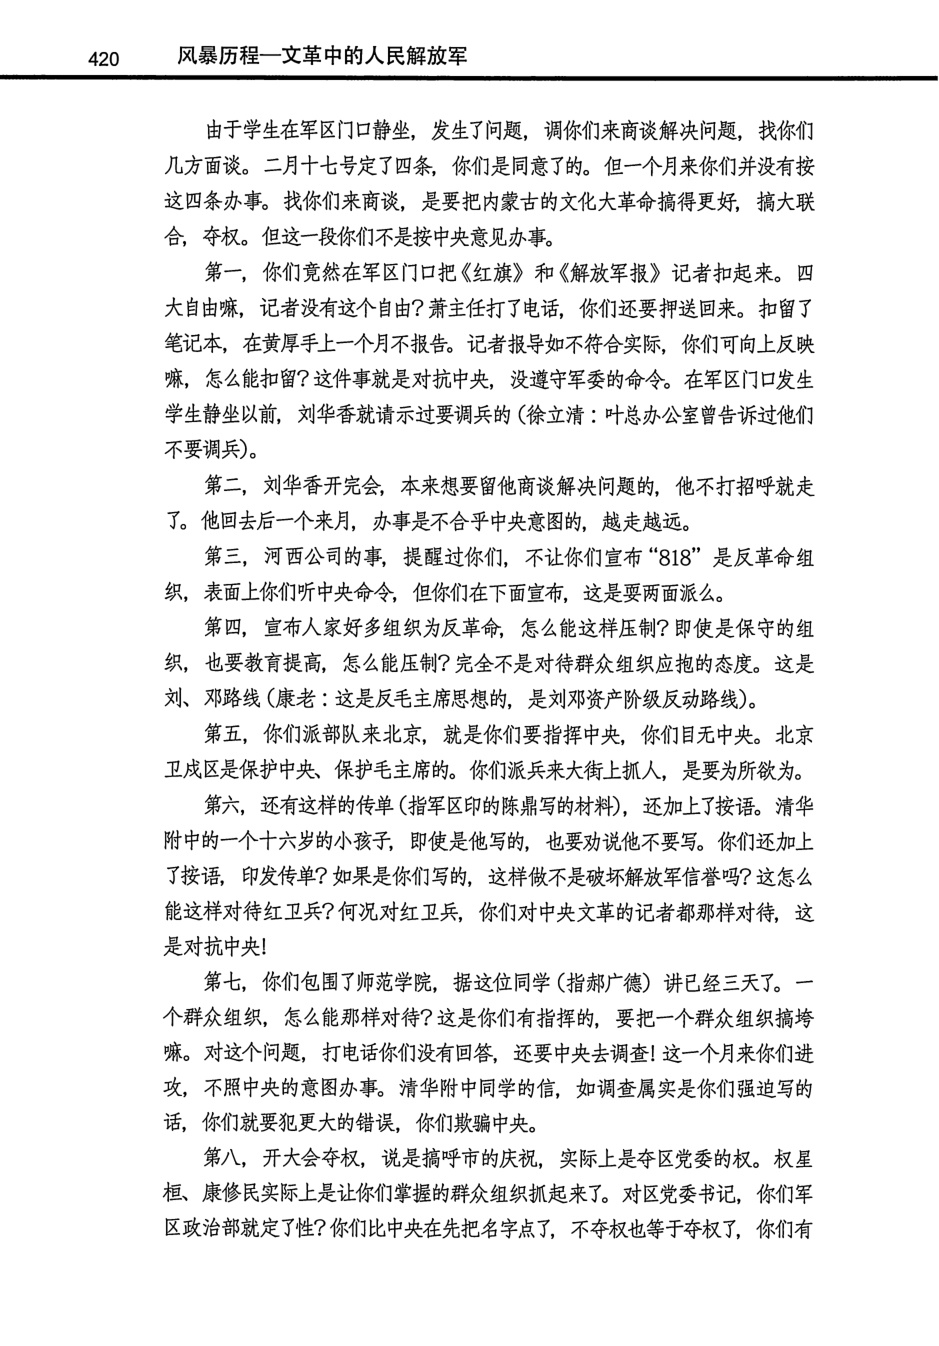 420 风暴历程—文革中的人民解放军
由于学生在军区门口静坐，发生了问题，调你们来商谈解决问题，找你们
几方面谈。二月十七号定了四条，你们是同意了的。但一个月来你们并没有按
这四条办事。找你们来商谈，是要把内蒙古的文化大革命搞得更好，搞大联
合，夺权。但这一段你们不是按中央意见办事。
第一，你们竟然在军区门口把《红旗》和《解放军报》记者扣起来。四
大自由嘛，记者没有这个自由？萧主任打了电话，你们还要押送回来。扣留了
笔记本，在黄厚手上一个月不报告。记者报导如不符合实际，你们可向上反映
嘛，怎么能扣留？这件事就是对抗中央，没遵守军委的命令。在军区门口发生
学生静坐以前，刘华香就请示过要调兵的（徐立清：叶总办公室曾告诉过他们
不要调兵）。
第二，刘华香开完会，本来想要留他商谈解决问题的，他不打招呼就走
了。他回去后一个来月，办事是不合乎中央意图的，越走越远。
第三，河西公司的事，提醒过你们，不让你们宣布“818”是反革命组
织，表面上你们听中央命令，但你们在下面宣布，这是耍两面派么。
第四，宣布人家好多组织为反革命，怎么能这样压制？即使是保守的组
织，也要教育提高，怎么能压制？完全不是对待群众组织应抱的态度。这是
刘、邓路线（康老：这是反毛主席思想的，是刘邓资产阶级反动路线）。
第五，你们派部队来北京，就是你们要指挥中央，你们目无中央。北京
卫戍区是保护中央、保护毛主席的。你们派兵来大街上抓人，是要为所欲为。
第六，还有这样的传单（指军区印的陈鼎写的材料），还加上了按语。清华
附中的一个十六岁的小孩子，即使是他写的，也要劝说他不要写。你们还加上
了按语，印发传单？如果是你们写的，这样做不是破坏解放军信誉吗？这怎么
能这样对待红卫兵？何况对红卫兵，你们对中央文革的记者都那样对待，这
是对抗中央！
第七，你们包围了师范学院，据这位同学（指郝广德）讲已经三天了。一
个群众组织，怎么能那样对待？这是你们有指挥的，要把一个群众组织搞垮
嘛。对这个问题，打电话你们没有回答，还要中央去调查！这一个月来你们进
攻，不照中央的意图办事。清华附中同学的信，如调查属实是你们强迫写的
话，你们就要犯更大的错误，你们欺骗中央。
第八，开大会夺权，说是搞呼市的庆祝，实际上是夺区党委的权。权星
桓、康修民实际上是让你们掌握的群众组织抓起来了。对区党委书记，你们军
区政治部就定了性？你们比中央在先把名字点了，不夺权也等于夺权了，你们有